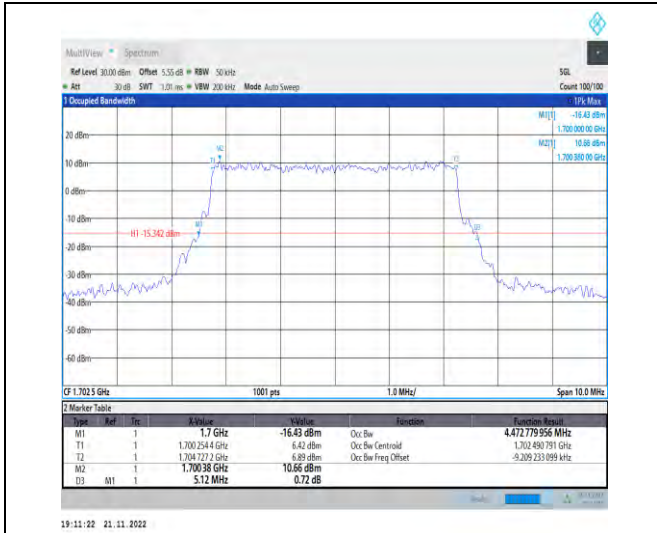 MultiView Spectrum
Ref Level 30.00 dBm Offset 5.55 dB RBW 50 kHz SGL
Att 30 dB SWT 1.01 ms VBW 200 kHz Mode Auto Sweep Count 100/100
1 Occupied Bandwidth 1Pk Max
M1[1] -16.43 dBm
1.700 000 00 GHz
M2[1] 10.66 dBm
1.700 380 00 GHz
20 dBm
M2
T1 T2
10 dBm
0 dBm
-10 dBm
M1 D3
H1 -15.342 dBm
-20 dBm
-30 dBm
-40 dBm
-50 dBm
-60 dBm
CF 1.702 5 GHz 1001 pts 1.0 MHz/ Span 10.0 MHz
2 Marker Table
Type Ref Trc X-Value Y-Value Function Function Result
M1 1 1.7 GHz -16.43 dBm Occ Bw 4.472 779 956 MHz
T1 1 1.700 254 4 GHz 6.42 dBm Occ Bw Centroid 1.702 490 791 GHz
T2 1 1.704 727 2 GHz 6.89 dBm Occ Bw Freq Offset -9.209 233 099 kHz
M2 1 1.700 38 GHz 10.66 dBm
D3 M1 1 5.12 MHz 0.72 dB
19:11:22 21.11.2022